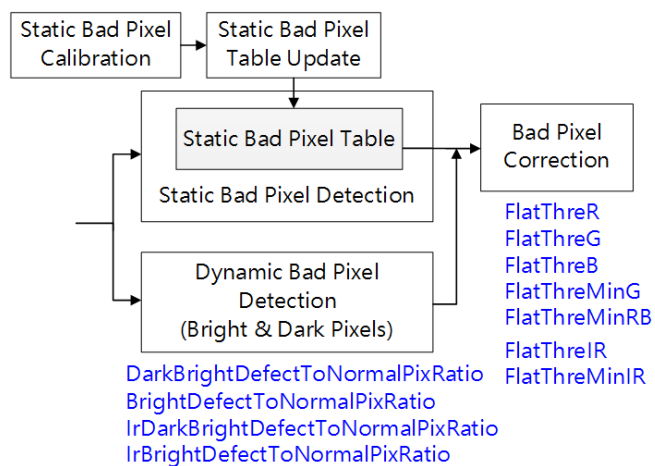 Static Bad Pixel
Calibration
Static Bad Pixel
Table Update
Static Bad Pixel Table
Static Bad Pixel Detection
Bad Pixel
Correction
Dynamic Bad Pixel
Detection
(Bright & Dark Pixels)
FlatThreR
FlatThreG
FlatThreB
FlatThreMinG
FlatThreMinRB
FlatThreIR
FlatThreMinIR
DarkBrightDefectToNormalPixRatio
BrightDefectToNormalPixRatio
IrDarkBrightDefectToNormalPixRatio
IrBrightDefectToNormalPixRatio